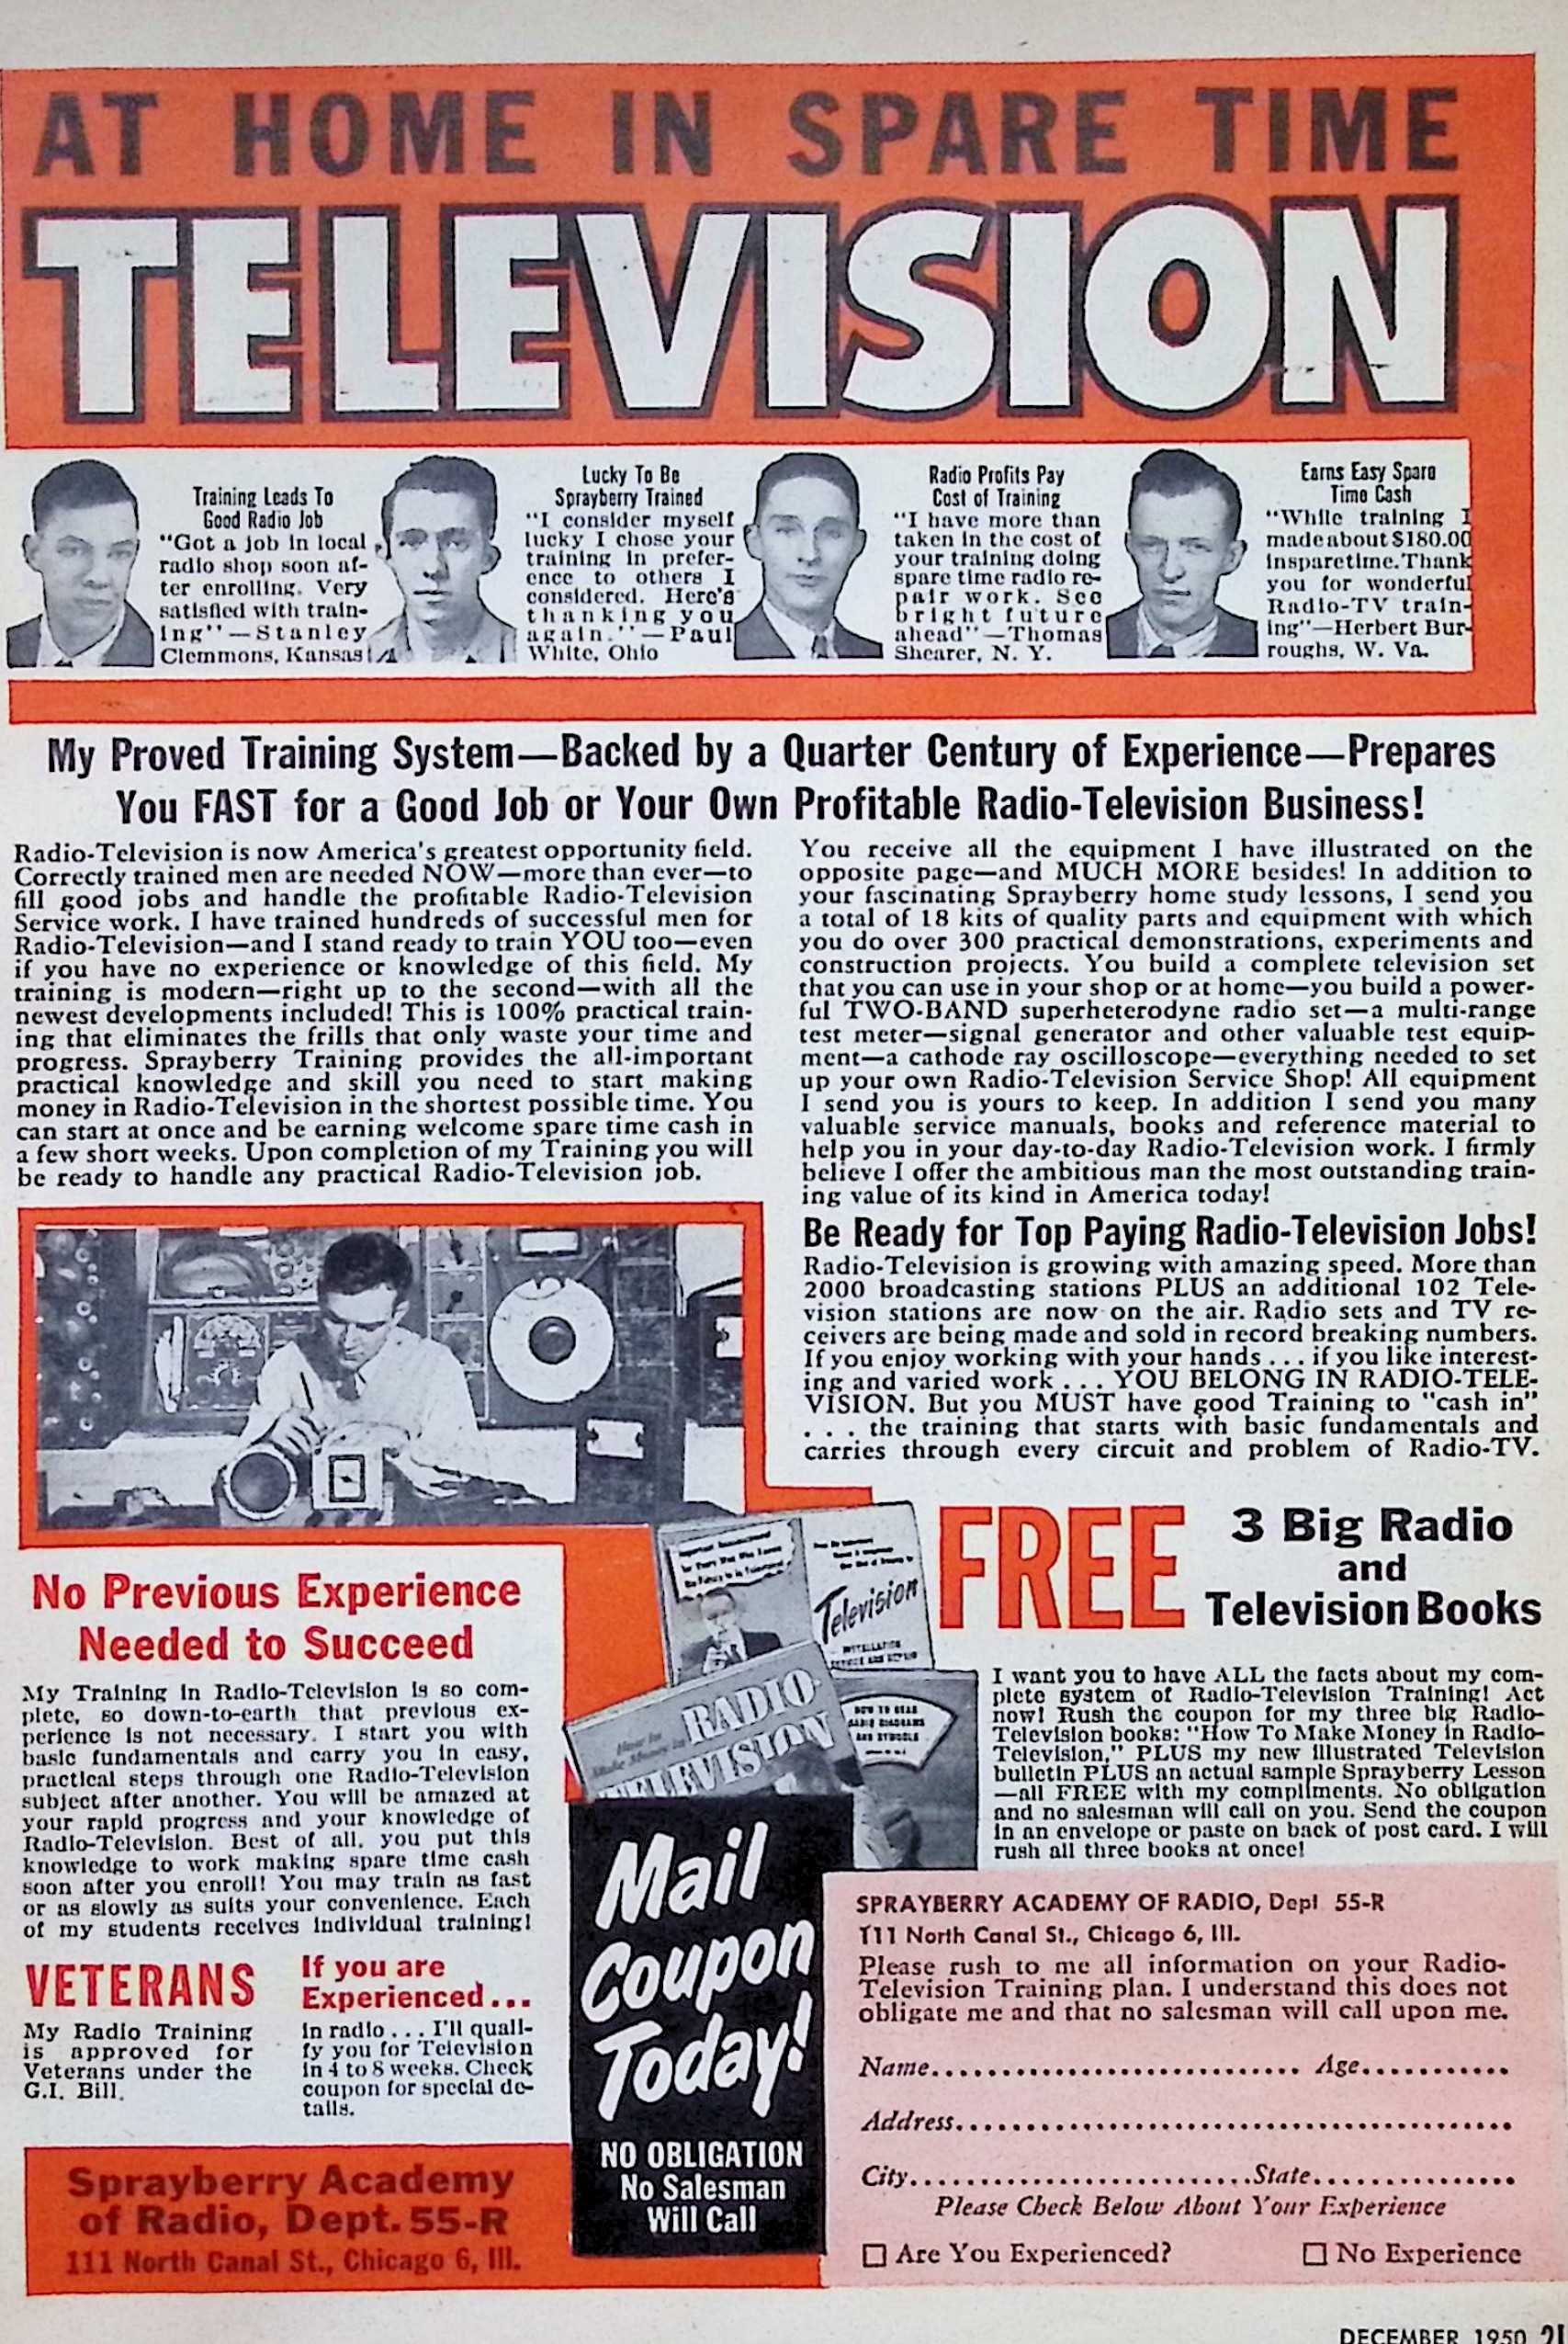 AT HOME IN SPARE TIME
TELEVISION
Training Leads To
Good Radio Job
"Got a job in local
radio shop soon af-
ter enrolling. Very
satisfied with train-
ing"—Stanley
Clemmons, Kansas
Lucky To Be
Sprayberry Trained
"I consider myself
lucky I chose your
training in prefer-
ence to others I
considered. Here's
thanking you
again."—Paul
White, Ohio
Radio Profits Pay
Cost of Training
"I have more than
taken in the cost of
your training doing
spare time radio re-
pair work. See
bright future
ahead"—Thomas
Shearer, N. Y.
Earns Easy Spare
Time Cash
"While training I
made about $180.00
in spare time. Thank
you for wonderful
Radio-TV train-
ing"—Herbert Bur-
roughs, W. Va.
My Proved Training System—Backed by a Quarter Century of Experience—Prepares
You FAST for a Good Job or Your Own Profitable Radio-Television Business!
Radio-Television is now America's greatest opportunity field.
Correctly trained men are needed NOW—more than ever—to
fill good jobs and handle the profitable Radio-Television
Service work. I have trained hundreds of successful men for
Radio-Television—and I stand ready to train YOU too—even
if you have no experience or knowledge of this field. My
training is modern—right up to the second—with all the
newest developments included! This is 100% practical train-
ing that eliminates the frills that only waste your time and
progress. Sprayberry Training provides the all-important
practical knowledge and skill you need to start making
money in Radio-Television in the shortest possible time. You
can start at once and be earning welcome spare time cash in
a few short weeks. Upon completion of my Training you will
be ready to handle any practical Radio-Television job.
You receive all the equipment I have illustrated on the
opposite page—and MUCH MORE besides! In addition to
your fascinating Sprayberry home study lessons, I send you
a total of 18 kits of quality parts and equipment with which
you do over 300 practical demonstrations, experiments and
construction projects. You build a complete television set
that you can use in your shop or at home—you build a power-
ful TWO-BAND superheterodyne radio set—a multi-range
test meter—signal generator and other valuable test equip-
ment—a cathode ray oscilloscope—everything needed to set
up your own Radio-Television Service Shop! All equipment
I send you is yours to keep. In addition I send you many
valuable service manuals, books and reference material to
help you in your day-to-day Radio-Television work. I firmly
believe I offer the ambitious man the most outstanding train-
ing value of its kind in America today!
Be Ready for Top Paying Radio-Television Jobs!
Radio-Television is growing with amazing speed. More than
2000 broadcasting stations PLUS an additional 102 Tele-
vision stations are now on the air. Radio sets and TV re-
ceivers are being made and sold in record breaking numbers.
If you enjoy working with your hands . . . if you like interest-
ing and varied work . . . YOU BELONG IN RADIO-TELE-
VISION. But you MUST have good Training to "cash in"
. . . the training that starts with basic fundamentals and
carries through every circuit and problem of Radio-TV.
No Previous Experience
Needed to Succeed
My Training in Radio-Television is so com-
plete, so down-to-earth that previous ex-
perience is not necessary. I start you with
basic fundamentals and carry you in easy,
practical steps through one Radio-Television
subject after another. You will be amazed at
your rapid progress and your knowledge of
Radio-Television. Best of all, you put this
knowledge to work making spare time cash
soon after you enroll! You may train as fast
or as slowly as suits your convenience. Each
of my students receives individual training!
VETERANS
My Radio Training
is approved for
Veterans under the
G.I. Bill.
If you are
Experienced...
in radio . . . I'll quali-
fy you for Television
in 4 to 8 weeks. Check
coupon for special de-
tails.
Sprayberry Academy
of Radio, Dept. 55-R
111 North Canal St., Chicago 6, Ill.
Television
INSTALLATION
SERVICE AND REPAIR
How to
Make Money in
RADIO
TELEVISION
HOW TO READ
RADIO DIAGRAMS
AND SYMBOLS
Mail
Coupon
Today!
NO OBLIGATION
No Salesman
Will Call
FREE
3 Big Radio
and
Television Books
I want you to have ALL the facts about my com-
plete system of Radio-Television Training! Act
now! Rush the coupon for my three big Radio-
Television books: "How To Make Money in Radio-
Television," PLUS my new illustrated Television
bulletin PLUS an actual sample Sprayberry Lesson
—all FREE with my compliments. No obligation
and no salesman will call on you. Send the coupon
in an envelope or paste on back of post card. I will
rush all three books at once!
SPRAYBERRY ACADEMY OF RADIO, Dept 55-R
111 North Canal St., Chicago 6, Ill.
Please rush to me all information on your Radio-
Television Training plan. I understand this does not
obligate me and that no salesman will call upon me.
Name............................ Age...........
Address...........................................
City..........................State...............
Please Check Below About Your Experience
☐ Are You Experienced? ☐ No Experience
DECEMBER 1950 21